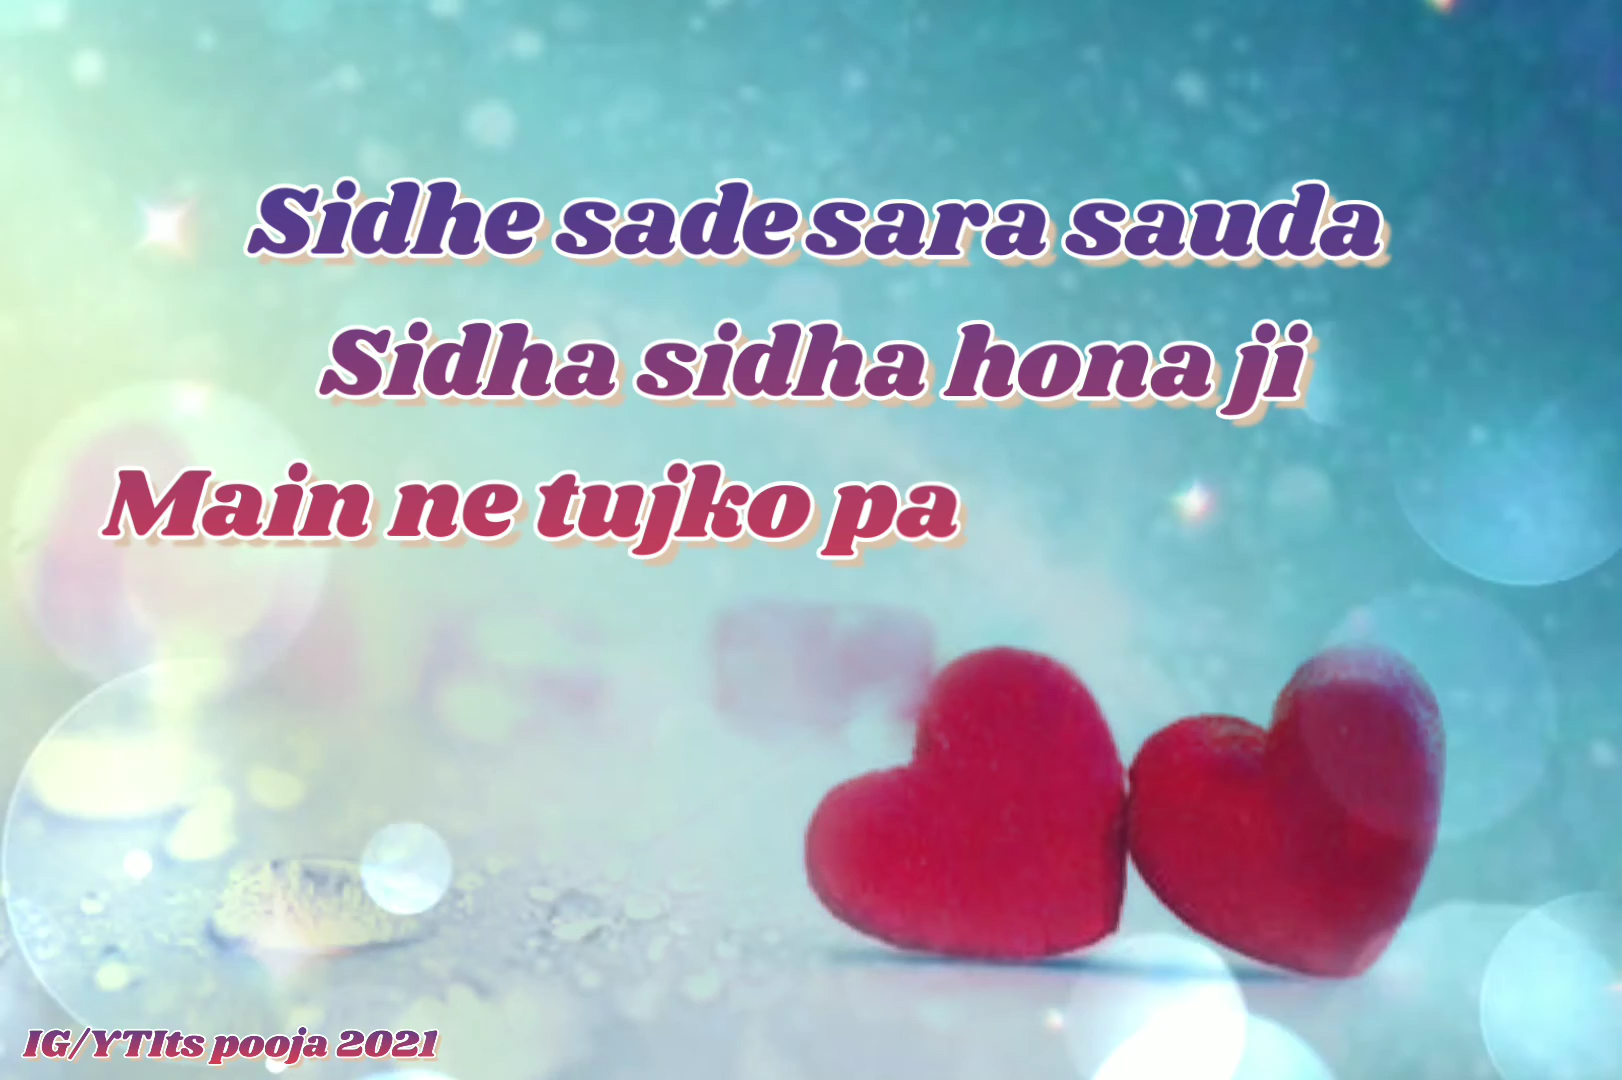 Sidhe sade sara sauda
Sidha sidha hona ji
Main ne tujko pa
IG/YTIts pooja 2021